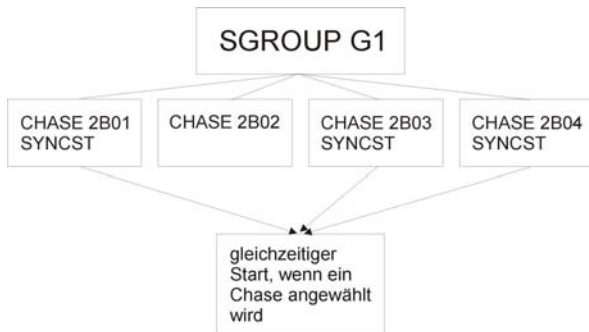 SGROUP G1
CHASE 2B01
SYNCST
CHASE 2B02
CHASE 2B03
SYNCST
CHASE 2B04
SYNCST
gleichzeitiger
Start, wenn ein
Chase angewählt
wird